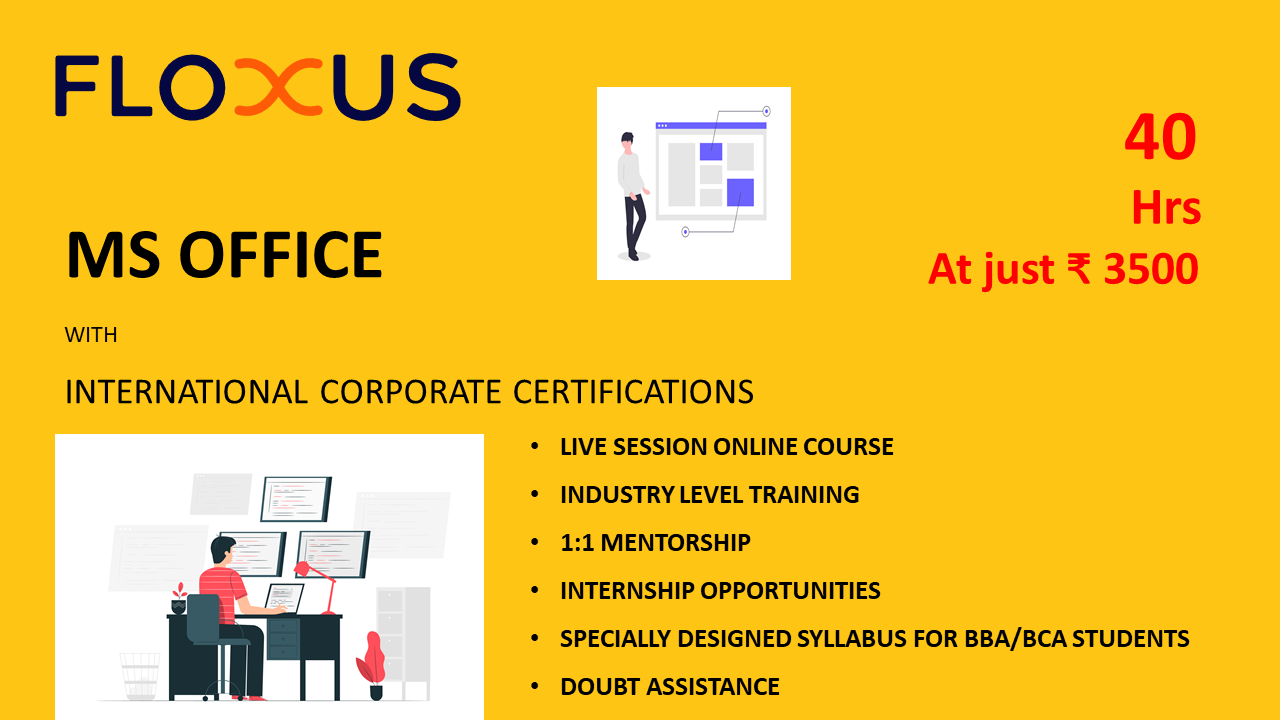 FLOXUS
40
Hrs
At just ₹ 3500
MS OFFICE
WITH
INTERNATIONAL CORPORATE CERTIFICATIONS
• LIVE SESSION ONLINE COURSE
• INDUSTRY LEVEL TRAINING
• 1:1 MENTORSHIP
• INTERNSHIP OPPORTUNITIES
• SPECIALLY DESIGNED SYLLABUS FOR BBA/BCA STUDENTS
• DOUBT ASSISTANCE